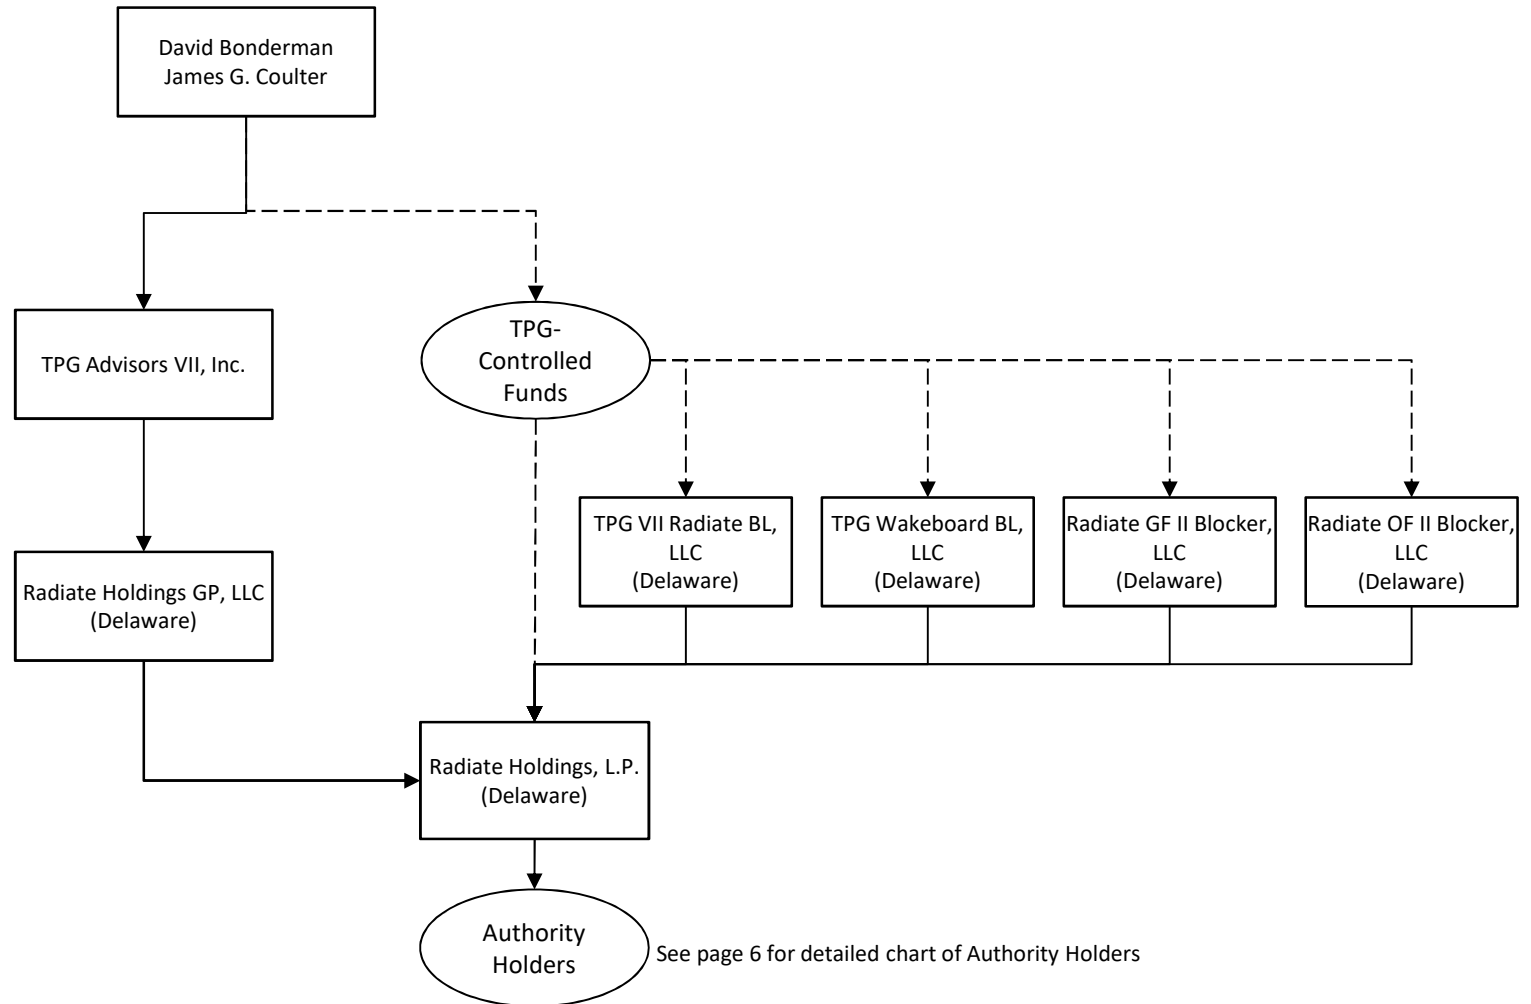 David Bonderman
James G. Coulter
TPG Advisors VII, Inc.
TPG-
Controlled
Funds
TPG VII Radiate BL,
LLC
(Delaware)
TPG Wakeboard BL,
LLC
(Delaware)
Radiate GF II Blocker,
LLC
(Delaware)
Radiate OF II Blocker,
LLC
(Delaware)
Radiate Holdings GP, LLC
(Delaware)
Radiate Holdings, L.P.
(Delaware)
Authority
Holders
See page 6 for detailed chart of Authority Holders